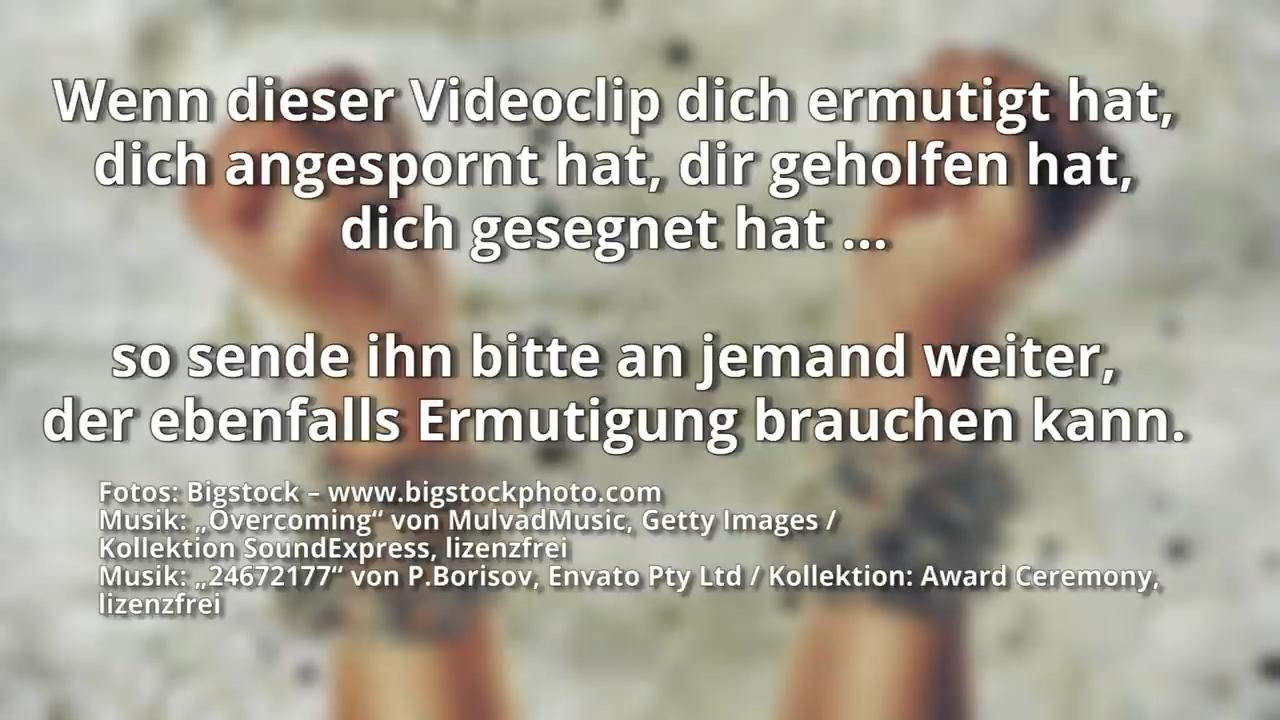 Wenn dieser Videoclip dich ermutigt hat,
dich angespornt hat, dir geholfen hat,
dich gesegnet hat ...
so sende ihn bitte an jemand weiter,
der ebenfalls Ermutigung brauchen kann.
Fotos: Bigstock – www.bigstockphoto.com
Musik: „Overcoming“ von MulvadMusic, Getty Images /
Kollektion SoundExpress, lizenzfrei
Musik: „24672177“ von P.Borisov, Envato Pty Ltd / Kollektion: Award Ceremony,
lizenzfrei